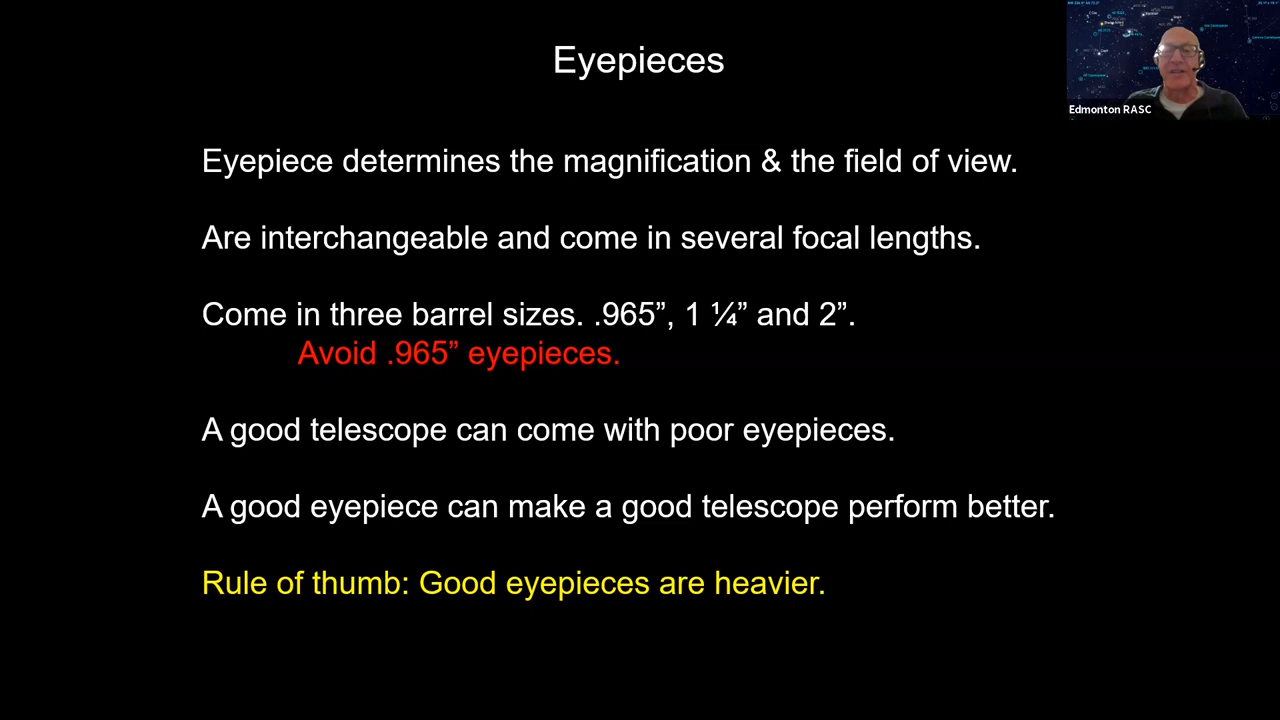 Eyepieces
Edmonton RASC
Eyepiece determines the magnification & the field of view.
Are interchangeable and come in several focal lengths.
Come in three barrel sizes. .965”, 1 ¼” and 2”.
Avoid .965” eyepieces.
A good telescope can come with poor eyepieces.
A good eyepiece can make a good telescope perform better.
Rule of thumb: Good eyepieces are heavier.